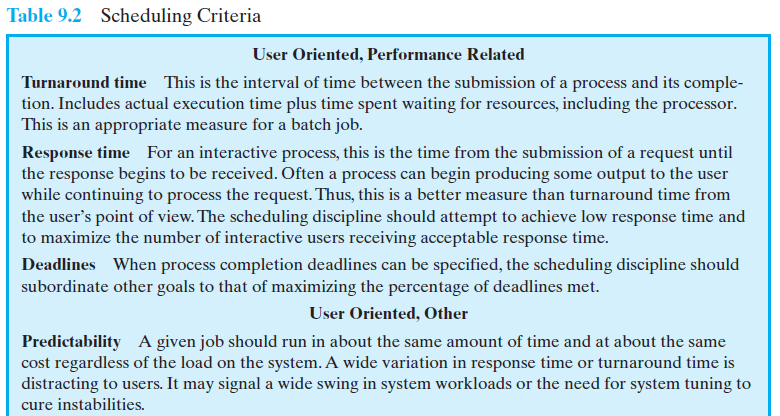 Table 9.2 Scheduling Criteria
User Oriented, Performance Related
Turnaround time This is the interval of time between the submission of a process and its comple-
tion. Includes actual execution time plus time spent waiting for resources, including the processor.
This is an appropriate measure for a batch job.
Response time For an interactive process, this is the time from the submission of a request until
the response begins to be received. Often a process can begin producing some output to the user
while continuing to process the request. Thus, this is a better measure than turnaround time from
the user's point of view. The scheduling discipline should attempt to achieve low response time and
to maximize the number of interactive users receiving acceptable response time.
Deadlines When process completion deadlines can be specified, the scheduling discipline should
subordinate other goals to that of maximizing the percentage of deadlines met.
User Oriented, Other
Predictability A given job should run in about the same amount of time and at about the same
cost regardless of the load on the system. A wide variation in response time or turnaround time is
distracting to users. It may signal a wide swing in system workloads or the need for system tuning to
cure instabilities.